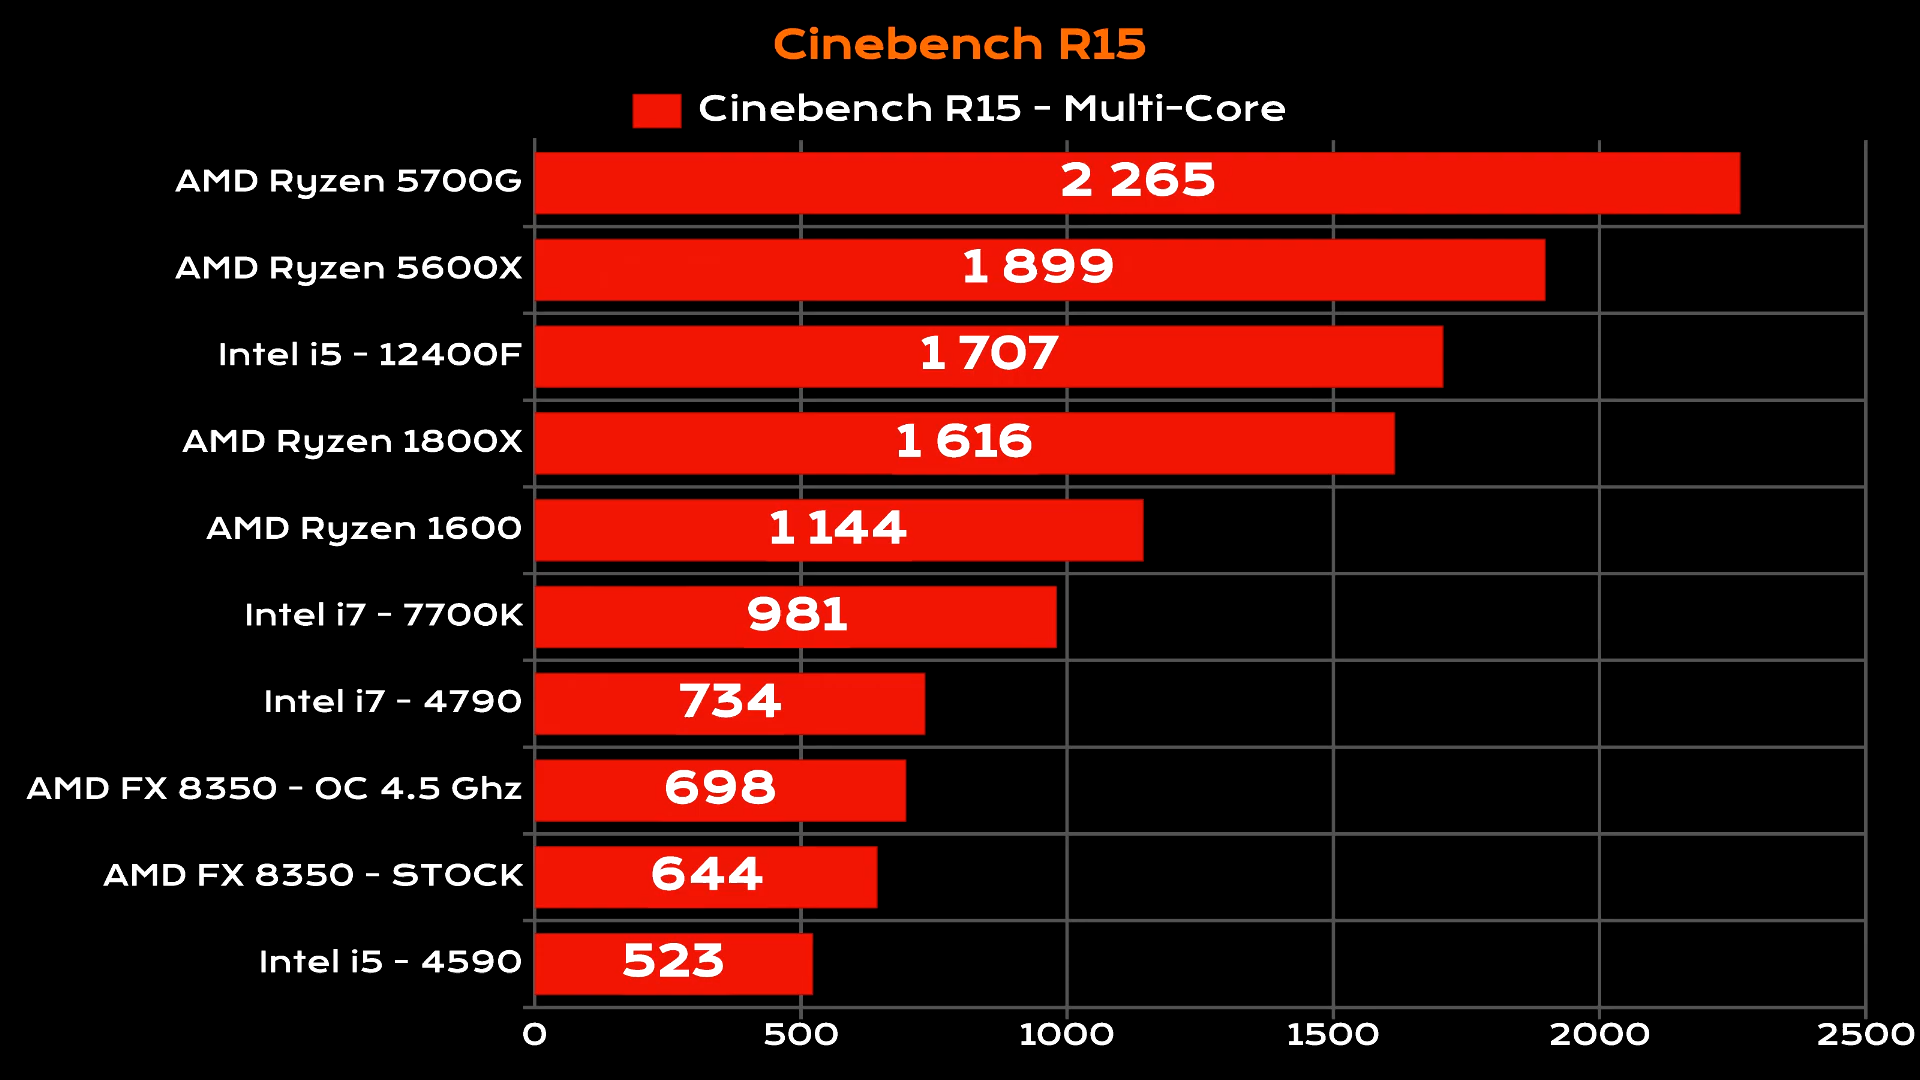 Cinebench R15
Cinebench R15 - Multi-Core
AMD Ryzen 5700G 2 265
AMD Ryzen 5600X 1 899
Intel i5 - 12400F 1 707
AMD Ryzen 1800X 1 616
AMD Ryzen 1600 1 144
Intel i7 - 7700K 981
Intel i7 - 4790 734
AMD FX 8350 - OC 4.5 Ghz 698
AMD FX 8350 - STOCK 644
Intel i5 - 4590 523
0 500 1000 1500 2000 2500